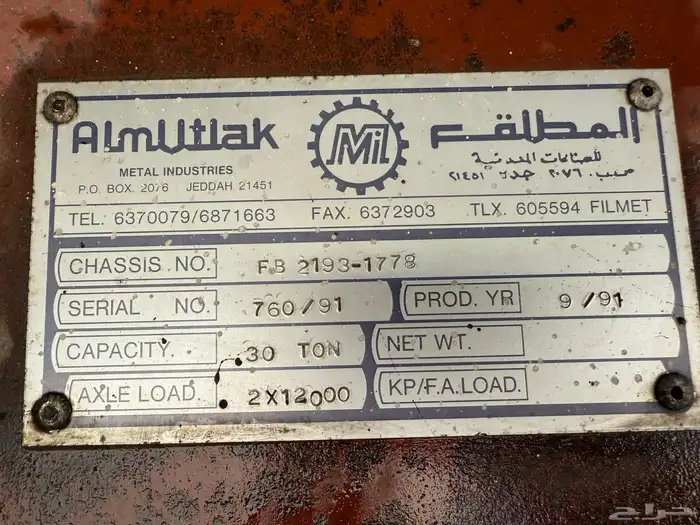 Almutlak
MIL
المطلق
METAL INDUSTRIES
للصناعات المعدنية
P.O. BOX. 2076 JEDDAH 21451
ص.ب. ٢٠٧٦ جدة ٢١٤٥١
TEL. 6370079/6871663 FAX. 6372903 TLX. 605594 FILMET
CHASSIS NO. FB 2193-1778
SERIAL NO. 760/91 PROD. YR 9/91
CAPACITY. 30 TON NET WT.
AXLE LOAD. 2X12000 KP/F.A.LOAD.
حراج